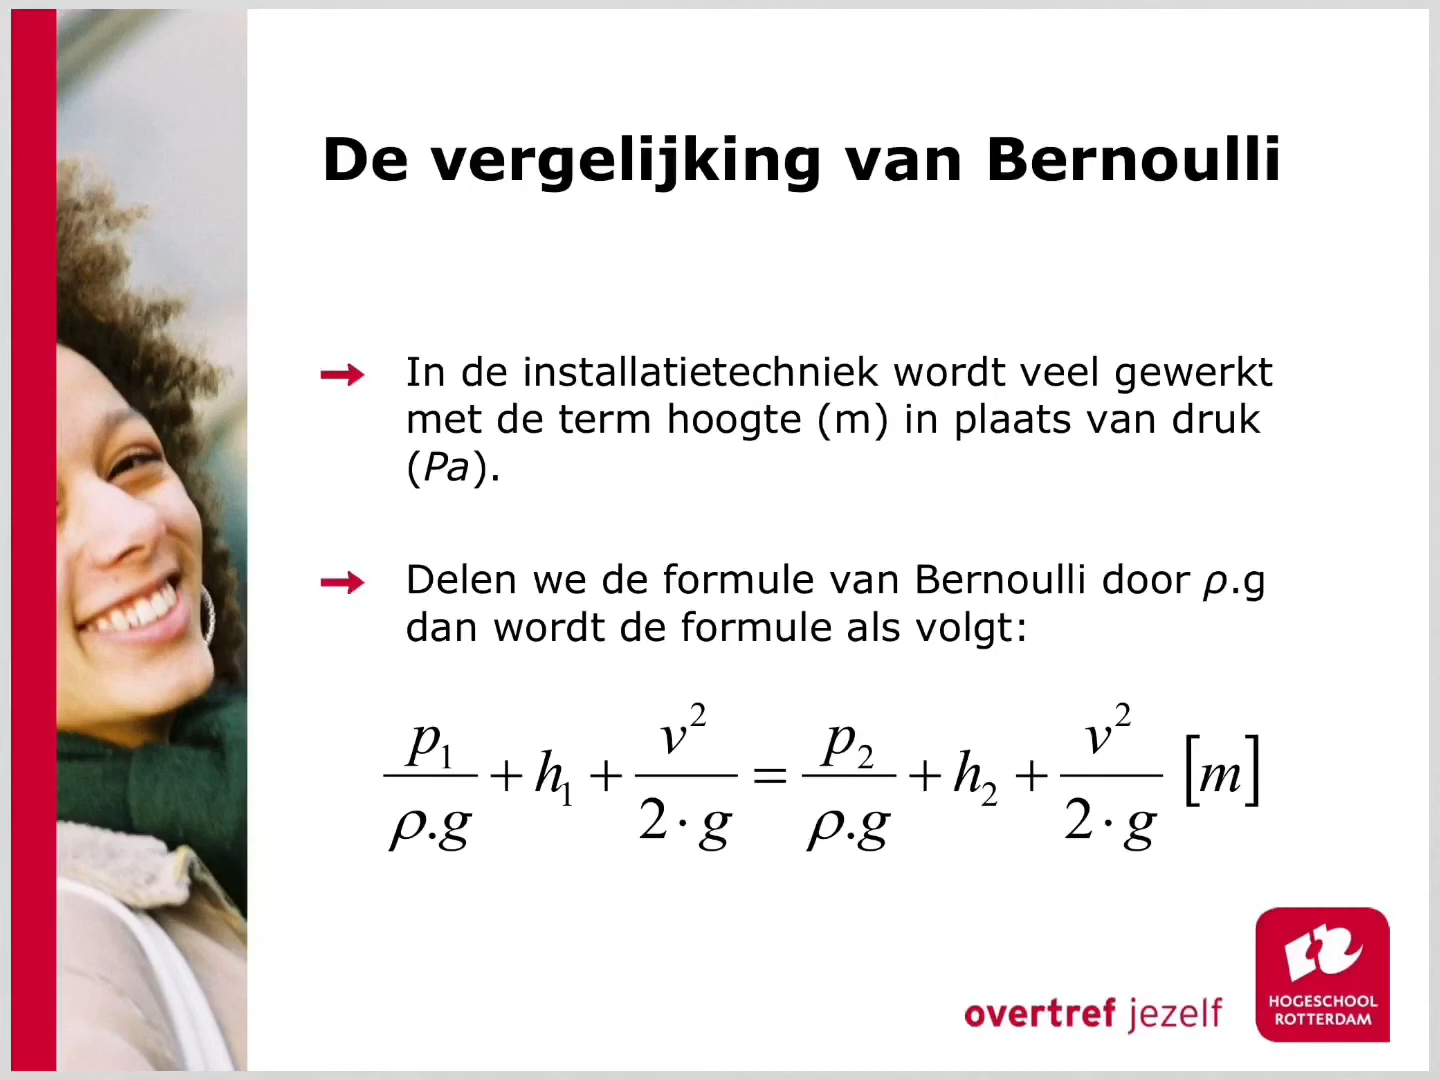 De vergelijking van Bernoulli
In de installatietechniek wordt veel gewerkt
met de term hoogte (m) in plaats van druk
(Pa).
Delen we de formule van Bernoulli door ρ.g
dan wordt de formule als volgt:
p₁/ρ.g + h₁ + v²/2·g = p₂/ρ.g + h₂ + v²/2·g [m]
overtref jezelf
HOGESCHOOL
ROTTERDAM